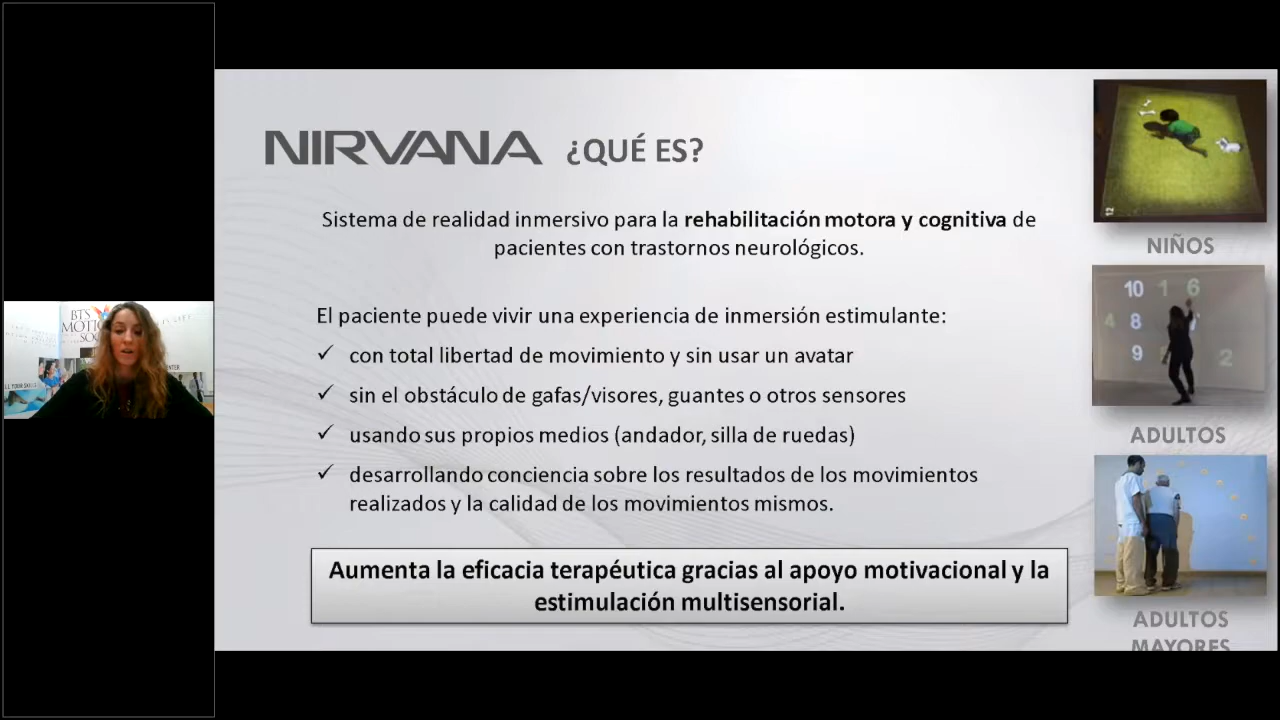 NIRVANA ¿QUÉ ES?
Sistema de realidad inmersivo para la rehabilitación motora y cognitiva de
pacientes con trastornos neurológicos.
El paciente puede vivir una experiencia de inmersión estimulante:
✓ con total libertad de movimiento y sin usar un avatar
✓ sin el obstáculo de gafas/visores, guantes o otros sensores
✓ usando sus propios medios (andador, silla de ruedas)
✓ desarrollando conciencia sobre los resultados de los movimientos
realizados y la calidad de los movimientos mismos.
Aumenta la eficacia terapéutica gracias al apoyo motivacional y la
estimulación multisensorial.
12
NIÑOS
10 1 6
4 8
9 2
ADULTOS
ADULTOS
MAYORES
BTS